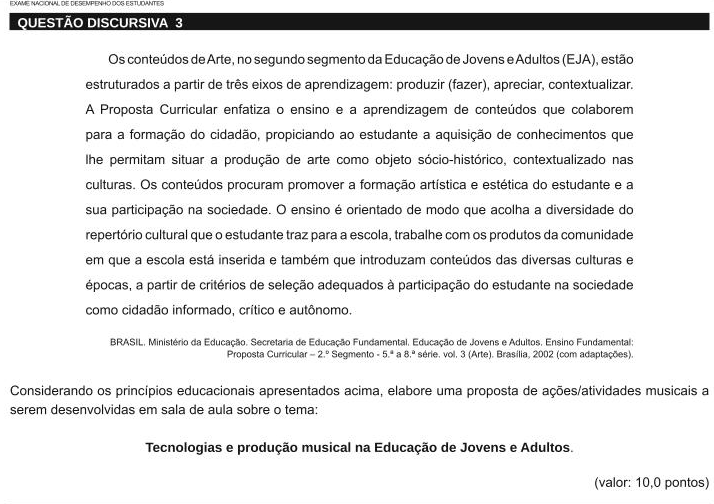 EXAME NACIONAL DE DESEMPENHO DOS ESTUDANTES
QUESTÃO DISCURSIVA 3
Os conteúdos de Arte, no segundo segmento da Educação de Jovens e Adultos (EJA), estão
estruturados a partir de três eixos de aprendizagem: produzir (fazer), apreciar, contextualizar.
A Proposta Curricular enfatiza o ensino e a aprendizagem de conteúdos que colaborem
para a formação do cidadão, propiciando ao estudante a aquisição de conhecimentos que
lhe permitam situar a produção de arte como objeto sócio-histórico, contextualizado nas
culturas. Os conteúdos procuram promover a formação artística e estética do estudante e a
sua participação na sociedade. O ensino é orientado de modo que acolha a diversidade do
repertório cultural que o estudante traz para a escola, trabalhe com os produtos da comunidade
em que a escola está inserida e também que introduzam conteúdos das diversas culturas e
épocas, a partir de critérios de seleção adequados à participação do estudante na sociedade
como cidadão informado, crítico e autônomo.
BRASIL. Ministério da Educação. Secretaria de Educação Fundamental. Educação de Jovens e Adultos. Ensino Fundamental:
Proposta Curricular – 2.º Segmento - 5.ª a 8.ª série. vol. 3 (Arte). Brasília, 2002 (com adaptações).
Considerando os princípios educacionais apresentados acima, elabore uma proposta de ações/atividades musicais a
serem desenvolvidas em sala de aula sobre o tema:
Tecnologias e produção musical na Educação de Jovens e Adultos.
(valor: 10,0 pontos)